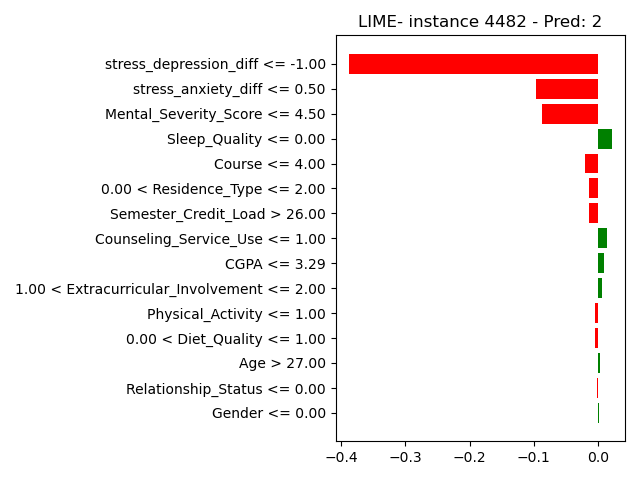 LIME- instance 4482 - Pred: 2
stress_depression_diff <= -1.00
stress_anxiety_diff <= 0.50
Mental_Severity_Score <= 4.50
Sleep_Quality <= 0.00
Course <= 4.00
0.00 < Residence_Type <= 2.00
Semester_Credit_Load > 26.00
Counseling_Service_Use <= 1.00
CGPA <= 3.29
1.00 < Extracurricular_Involvement <= 2.00
Physical_Activity <= 1.00
0.00 < Diet_Quality <= 1.00
Age > 27.00
Relationship_Status <= 0.00
Gender <= 0.00
−0.4 −0.3 −0.2 −0.1 0.0